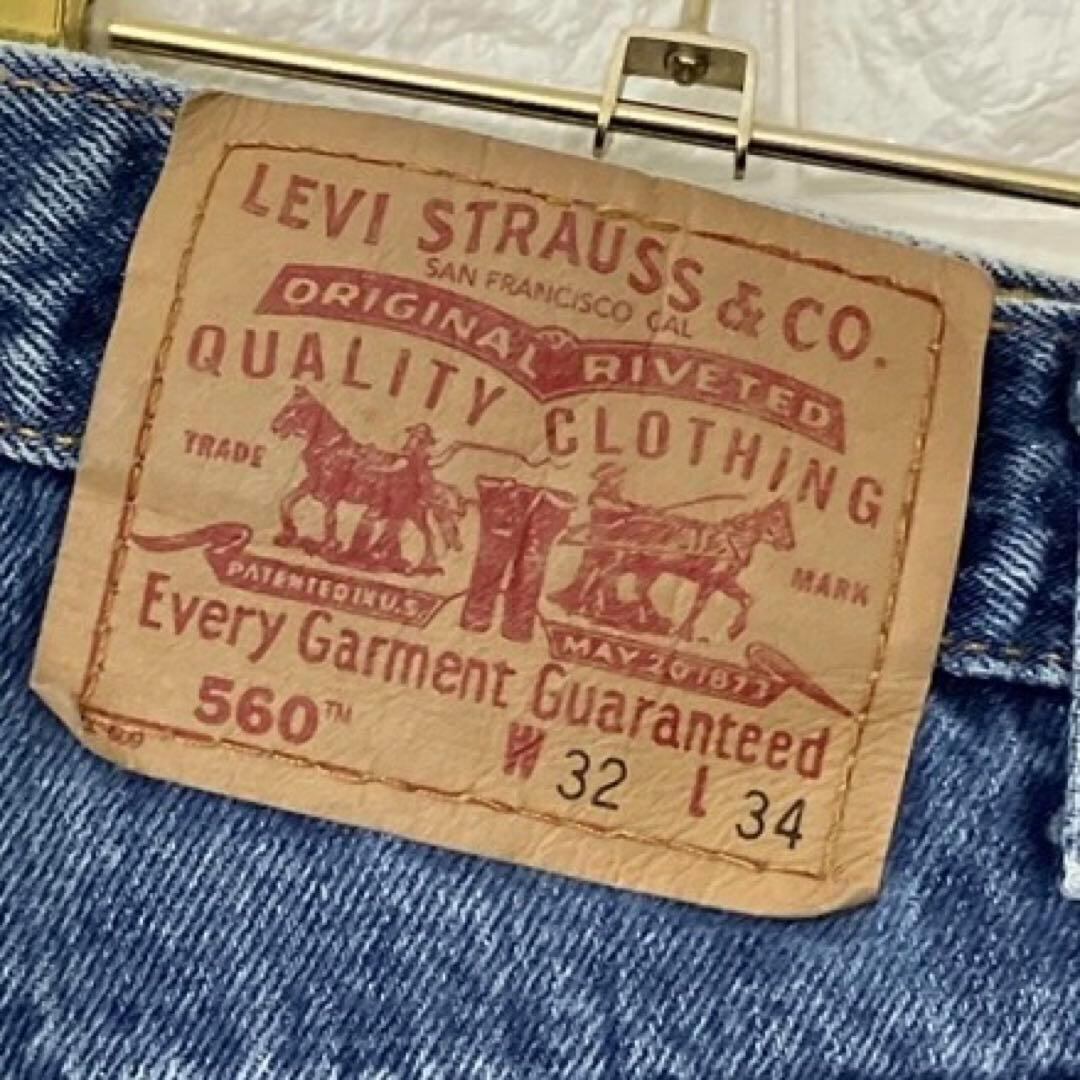 LEVI STRAUSS & CO.
SAN FRANCISCO CAL
ORIGINAL RIVETED
QUALITY CLOTHING
TRADE MARK
PATENTED IN U.S. MAY 20 1873
Every Garment Guaranteed
560™ W 32 L 34